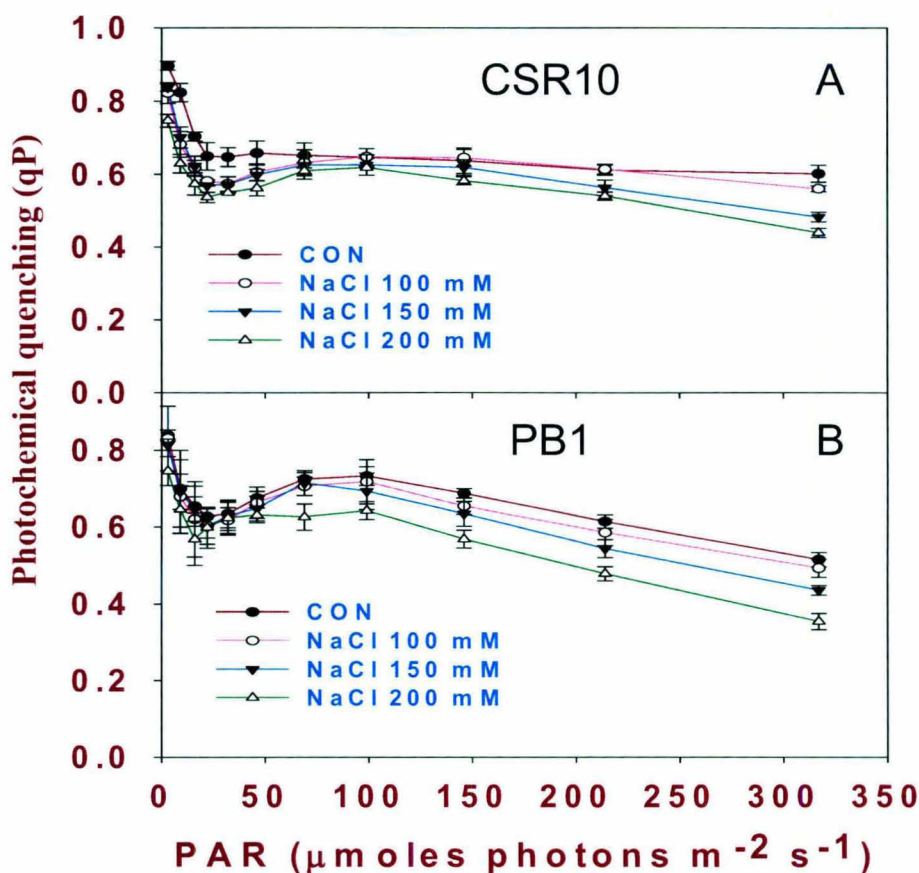 Photochemical quenching (qP)
1.0
0.8
0.6
0.4
0.2
0.0
CSR10
A
CON
NaCl 100 mM
NaCl 150 mM
NaCl 200 mM
0.8
0.6
0.4
0.2
0.0
PB1
B
CON
NaCl 100 mM
NaCl 150 mM
NaCl 200 mM
0 50 100 150 200 250 300 350
PAR (μmoles photons m⁻² s⁻¹)